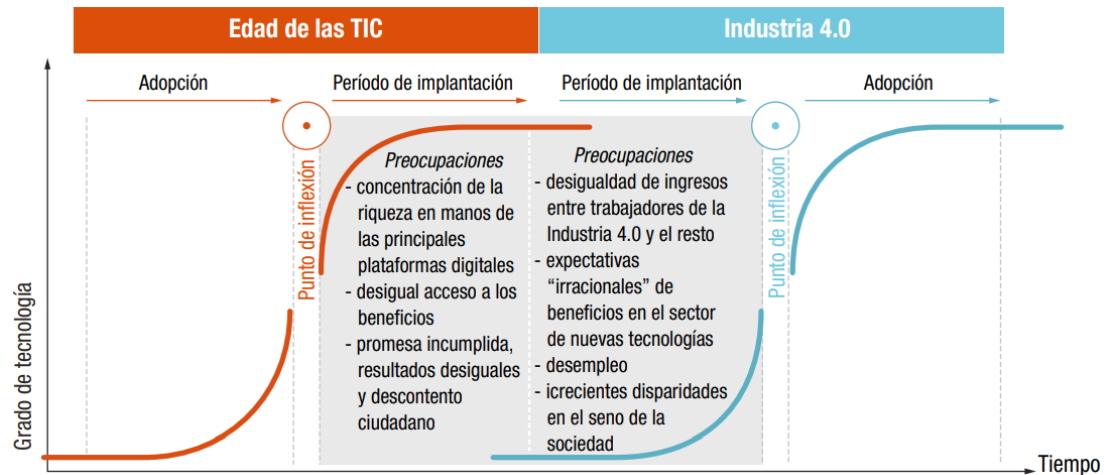 Edad de las TIC
Industria 4.0
Adopción
Período de implantación
Período de implantación
Adopción
Punto de inflexión
Preocupaciones
- concentración de la
riqueza en manos de
las principales
plataformas digitales
- desigual acceso a los
beneficios
- promesa incumplida,
resultados desiguales
y descontento
ciudadano
Preocupaciones
- desigualdad de ingresos
entre trabajadores de la
Industria 4.0 y el resto
- expectativas
“irracionales” de
beneficios en el sector
de nuevas tecnologías
- desempleo
- icrecientes disparidades
en el seno de la
sociedad
Punto de inflexión
Grado de tecnología
Tiempo